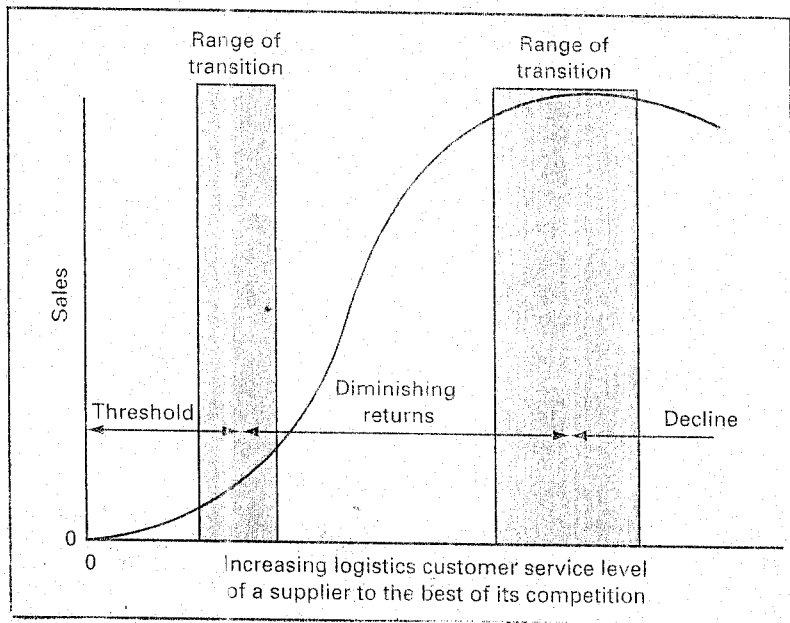 Range of
transition
Range of
transition
Sales
Threshold
Diminishing
returns
Decline
0
0
Increasing logistics customer service level
of a supplier to the best of its competition